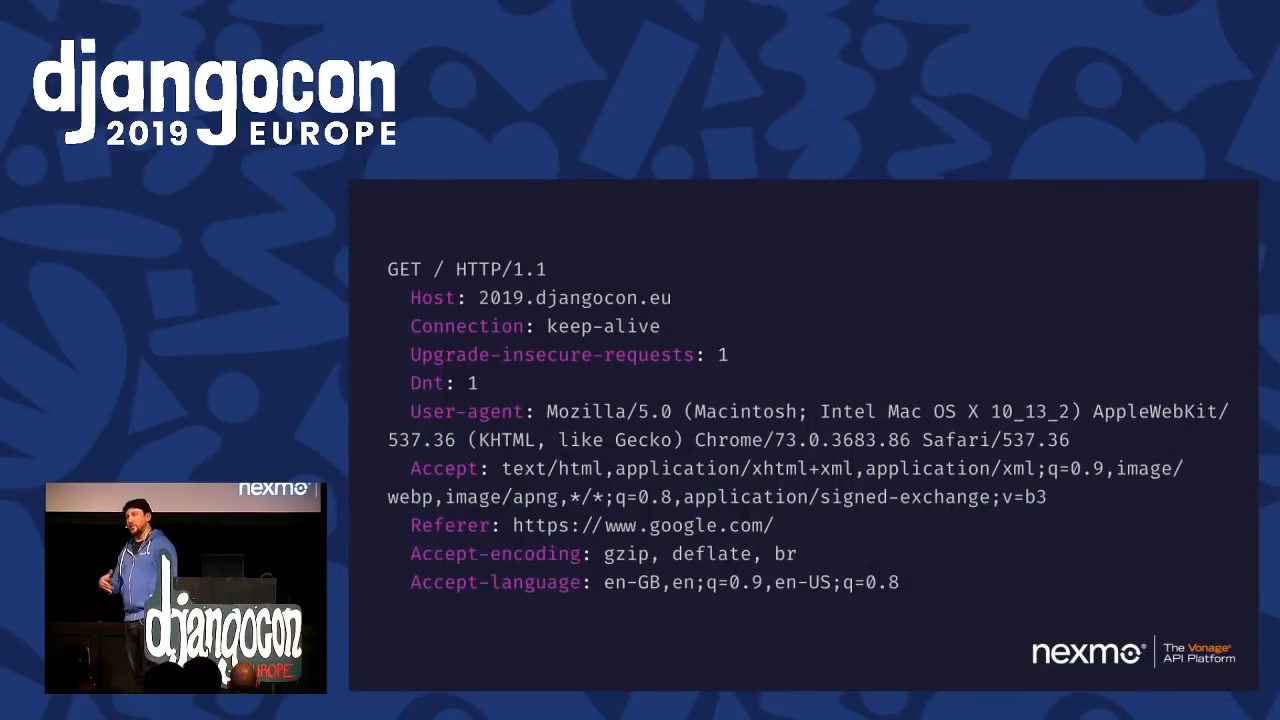 djangocon
2019 EUROPE
GET / HTTP/1.1
Host: 2019.djangocon.eu
Connection: keep-alive
Upgrade-insecure-requests: 1
Dnt: 1
User-agent: Mozilla/5.0 (Macintosh; Intel Mac OS X 10_13_2) AppleWebKit/
537.36 (KHTML, like Gecko) Chrome/73.0.3683.86 Safari/537.36
Accept: text/html,application/xhtml+xml,application/xml;q=0.9,image/
webp,image/apng,*/*;q=0.8,application/signed-exchange;v=b3
Referer: https://www.google.com/
Accept-encoding: gzip, deflate, br
Accept-language: en-GB,en;q=0.9,en-US;q=0.8
nexmo
djangocon
EUROPE
nexmo® The Vonage®
API Platform